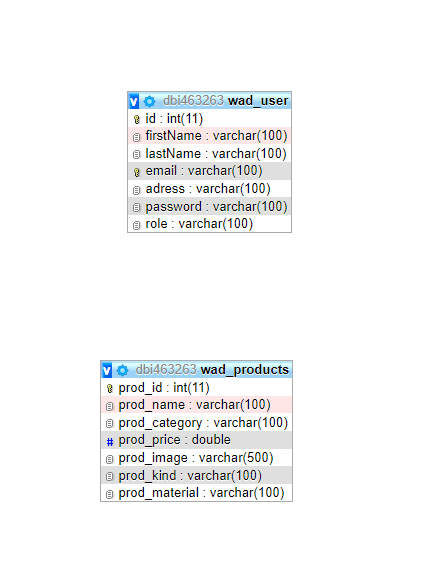 v dbi463263 wad_user
id : int(11)
firstName : varchar(100)
lastName : varchar(100)
email : varchar(100)
adress : varchar(100)
password : varchar(100)
role : varchar(100)
v dbi463263 wad_products
prod_id : int(11)
prod_name : varchar(100)
prod_category : varchar(100)
# prod_price : double
prod_image : varchar(500)
prod_kind : varchar(100)
prod_material : varchar(100)